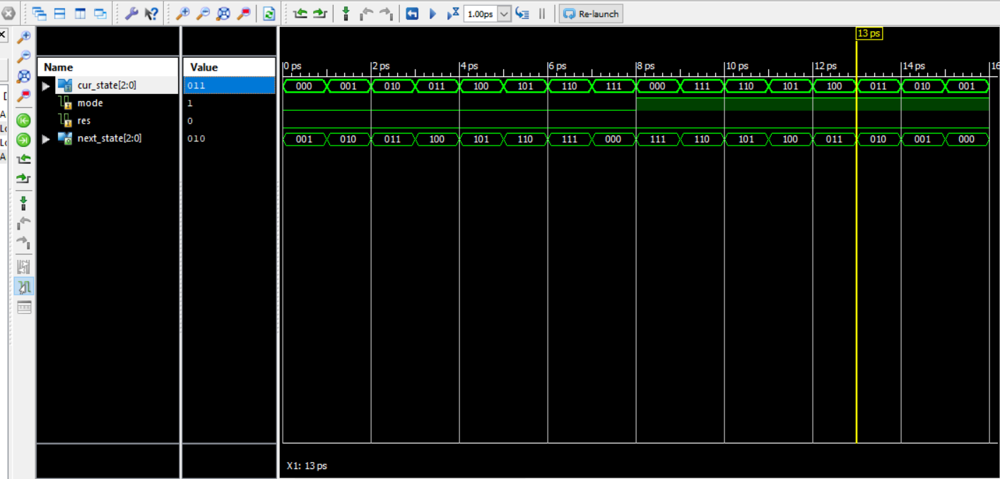 1.00ps Re-launch
13 ps
Name Value
0 ps 2 ps 4 ps 6 ps 8 ps 10 ps 12 ps 14 ps 16
cur_state[2:0] 011 000 001 010 011 100 101 110 111 000 111 110 101 100 011 010 001
mode 1
res 0
next_state[2:0] 010 001 010 011 100 101 110 111 000 111 110 101 100 011 010 001 000
X1: 13 ps